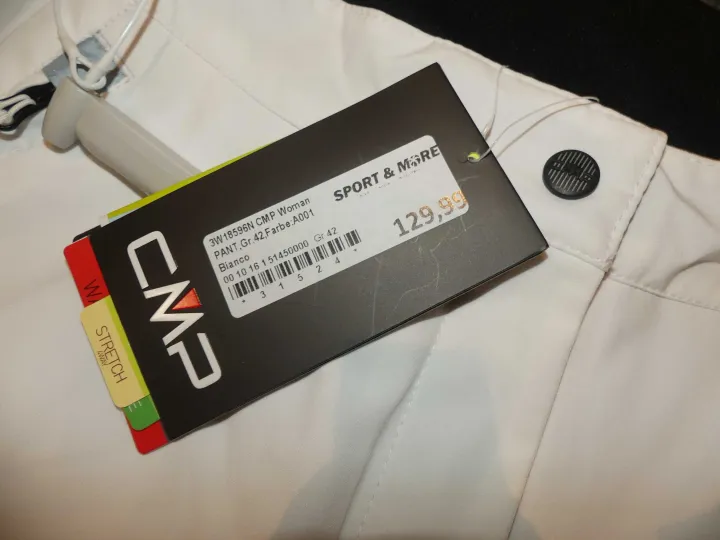 SPORT & MORE
129,99
3W18596N CMP Woman
PANT,Gr.42,Farbe,A001
Bianco
00 10 16 1 51450000 Gr.42
* 3 1 5 2 4 *
CMP
STRETCH